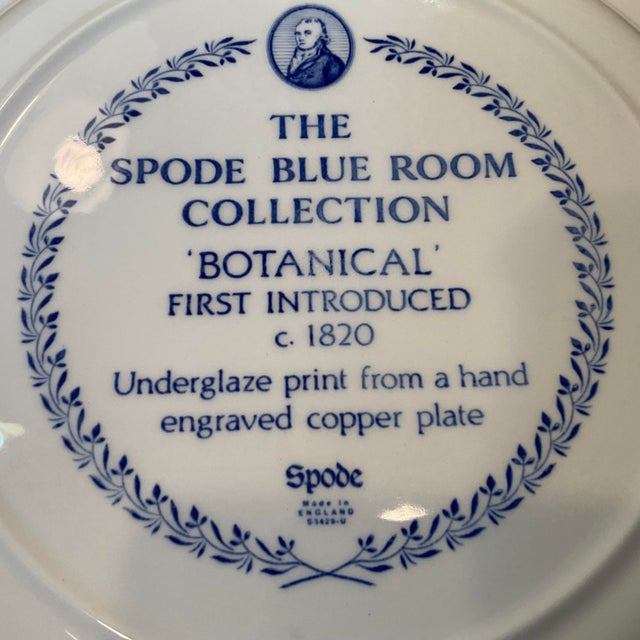 THE
SPODE BLUE ROOM
COLLECTION
'BOTANICAL'
FIRST INTRODUCED
c. 1820
Underglaze print from a hand
engraved copper plate
Spode
Made in
ENGLAND